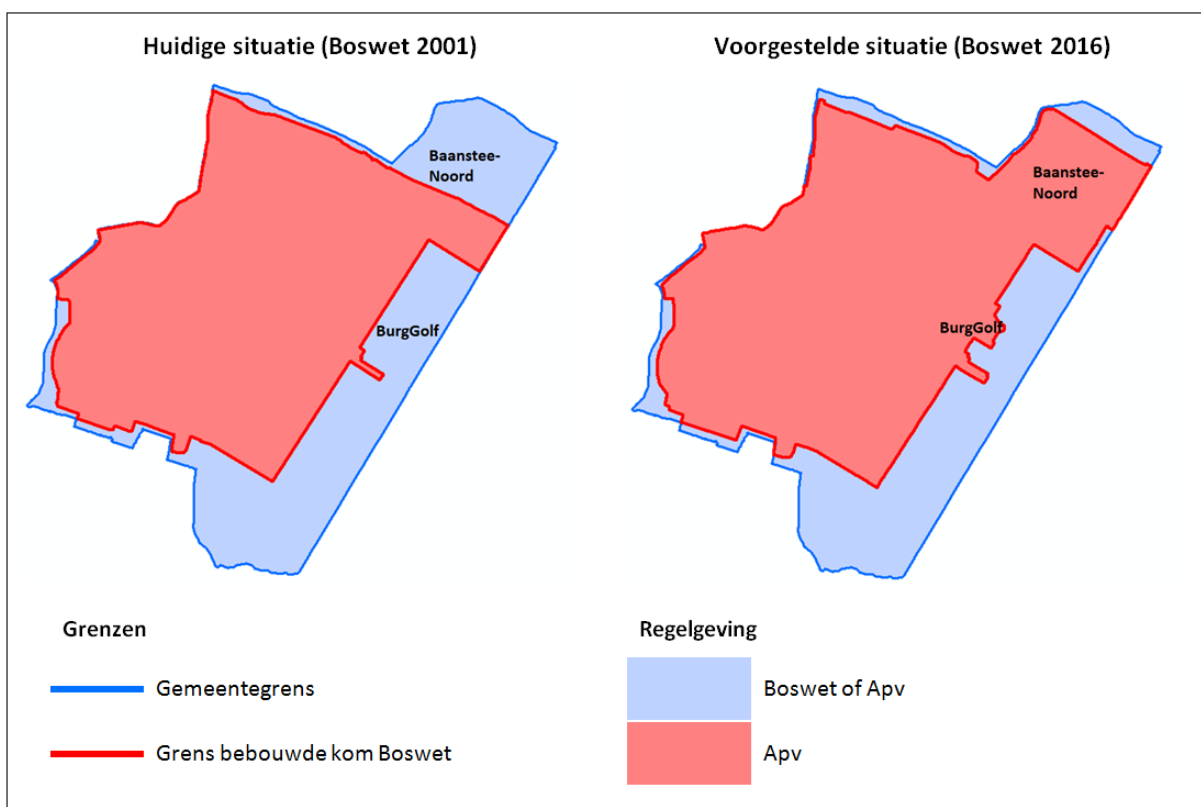 Huidige situatie (Boswet 2001)
Baanstee-
Noord
BurgGolf
Voorgestelde situatie (Boswet 2016)
Baanstee-
Noord
BurgGolf
Grenzen
Gemeentegrens
Grens bebouwde kom Boswet
Regelgeving
Boswet of Apv
Apv